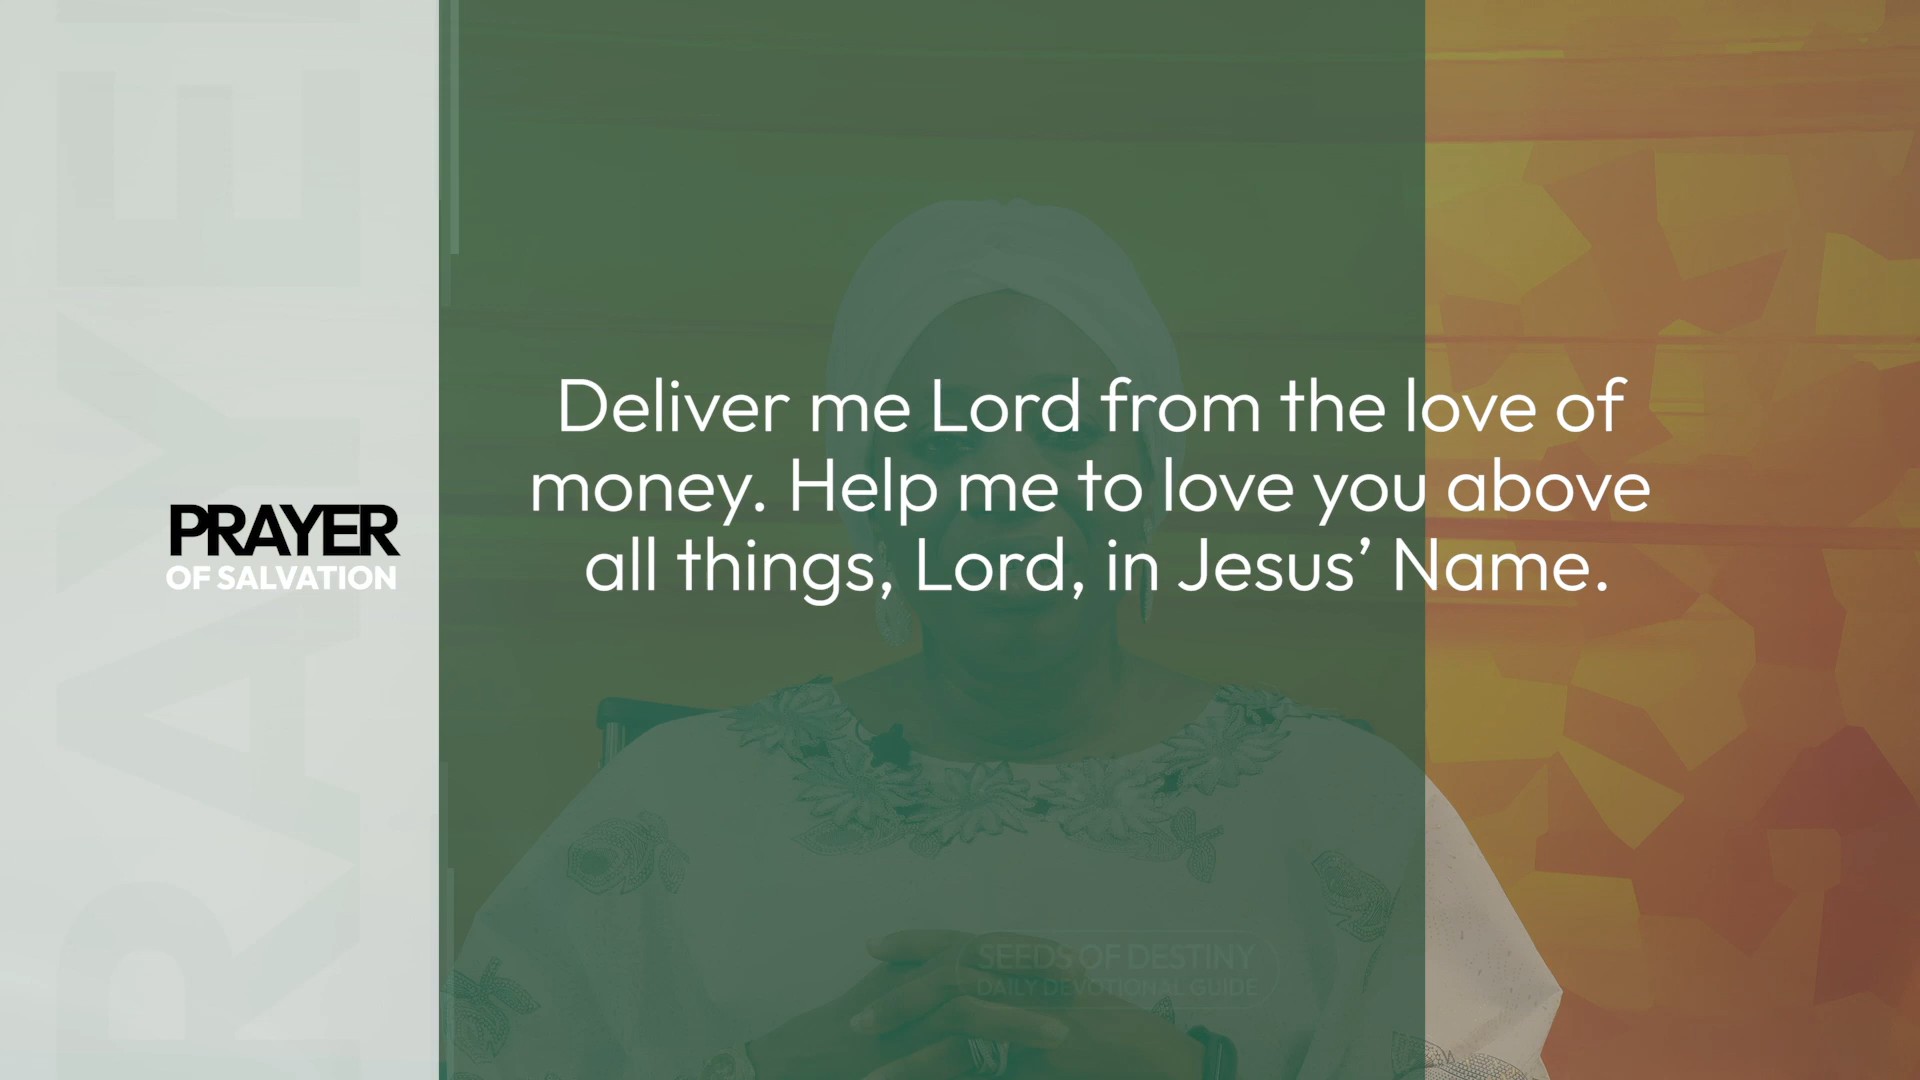 PRAYER
PRAYER
OF SALVATION
Deliver me Lord from the love of
money. Help me to love you above
all things, Lord, in Jesus’ Name.
SEEDS OF DESTINY
DAILY DEVOTIONAL GUIDE